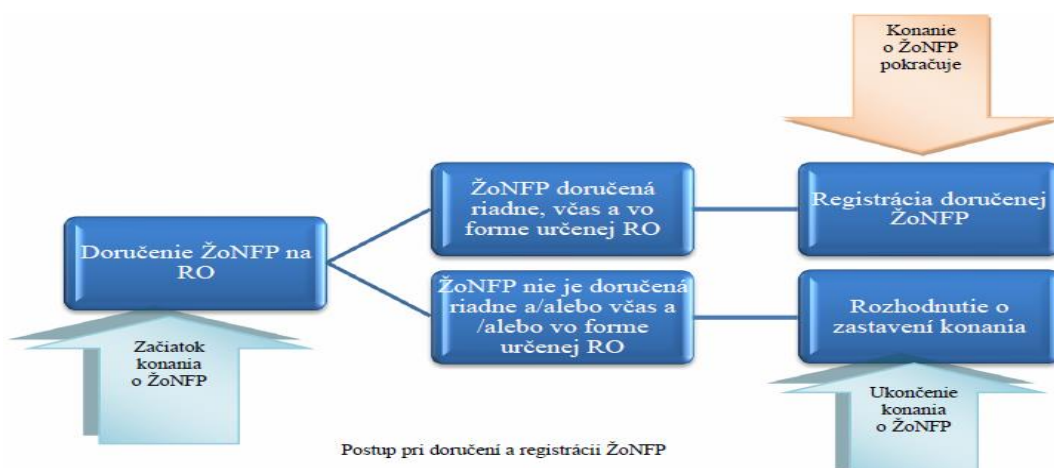 Konanie
o ŽoNFP
pokračuje
ŽoNFP doručená
riadne, včas a vo
forme určenej RO
Registrácia doručenej
ŽoNFP
Doručenie ŽoNFP na
RO
ŽoNFP nie je doručená
riadne a/alebo včas a
/alebo vo forme
určenej RO
Rozhodnutie o
zastavení konania
Začiatok
konania
o ŽoNFP
Ukončenie
konania
o ŽoNFP
Postup pri doručení a registrácii ŽoNFP